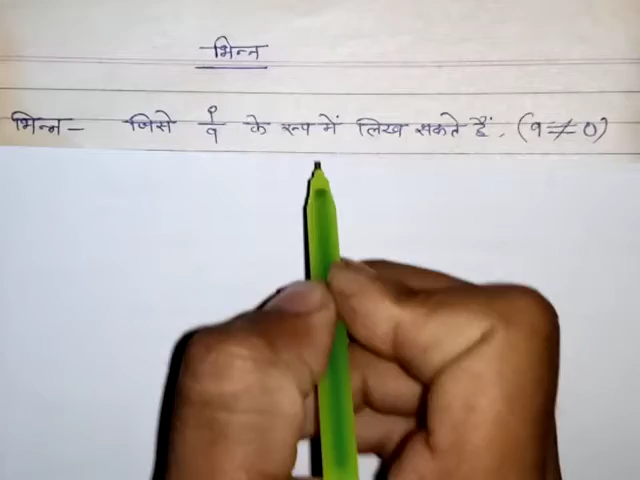 भिन्न
भिन्न – जिसे p/q के रूप में लिख सकते हैं. (q ≠ 0)